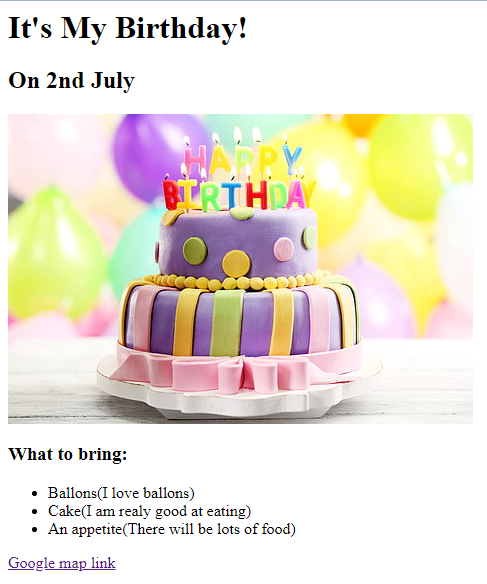 It's My Birthday!
On 2nd July
HAPPY
BIRTHDAY
What to bring:
Ballons(I love ballons)
Cake(I am realy good at eating)
An appetite(There will be lots of food)
Google map link